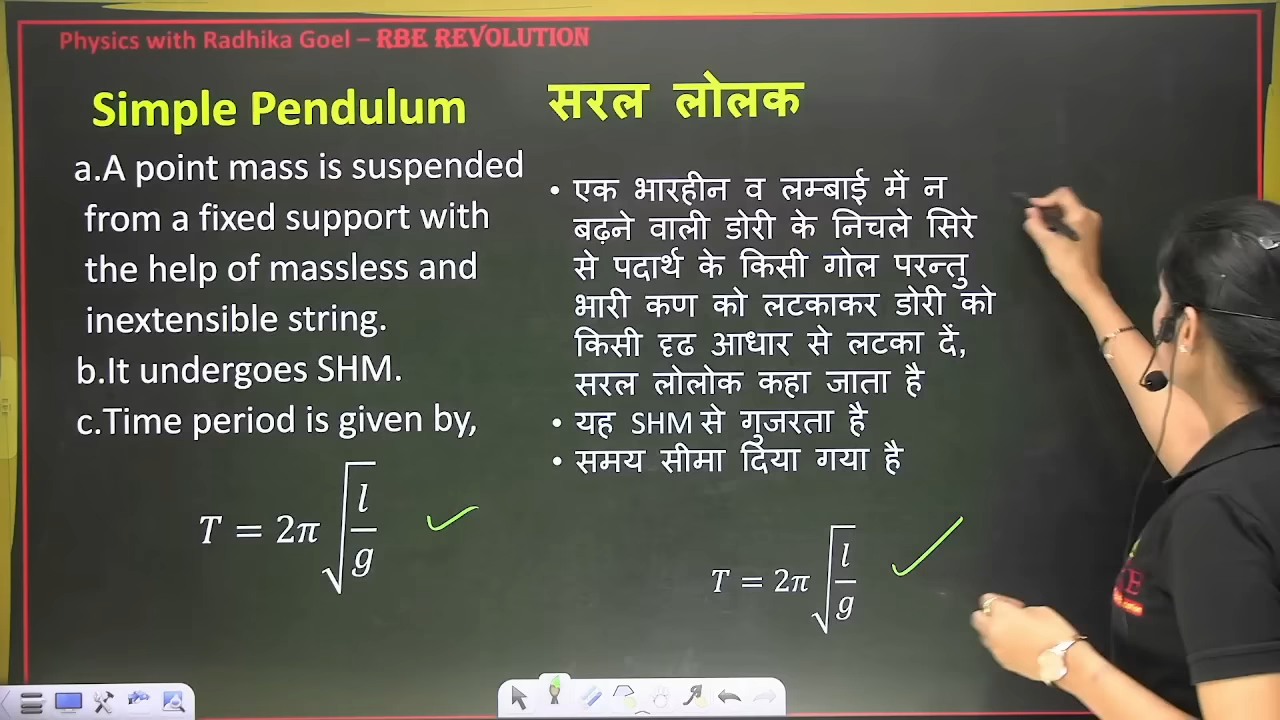 Physics with Radhika Goel – RBE REVOLUTION
Simple Pendulum
a.A point mass is suspended
from a fixed support with
the help of massless and
inextensible string.
b.It undergoes SHM.
c.Time period is given by,
T = 2π √(l/g)
सरल लोलक
• एक भारहीन व लम्बाई में न
बढ़ने वाली डोरी के निचले सिरे
से पदार्थ के किसी गोल परन्तु
भारी कण को लटकाकर डोरी को
किसी दृढ आधार से लटका दें,
सरल लोलोक कहा जाता है
• यह SHM से गुजरता है
• समय सीमा दिया गया है
T = 2π √(l/g)